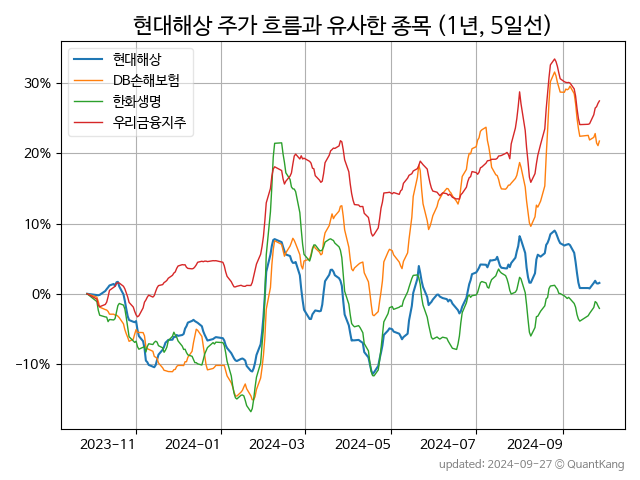 현대해상 주가 흐름과 유사한 종목 (1년, 5일선)
현대해상
DB손해보험
한화생명
우리금융지주
30%
20%
10%
0%
−10%
2023-11 2024-01 2024-03 2024-05 2024-07 2024-09
updated: 2024-09-27 © QuantKang